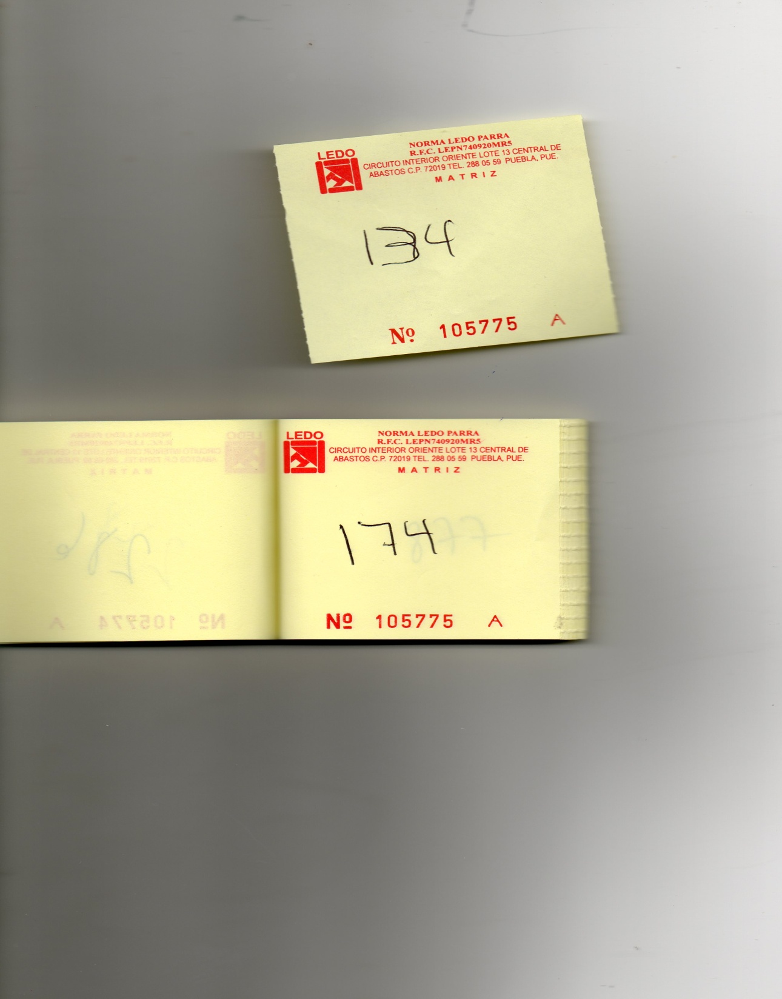 LEDO
NORMA LEDO PARRA
R.F.C. LEPN740920MR5
CIRCUITO INTERIOR ORIENTE LOTE 13 CENTRAL DE
ABASTOS C.P. 72019 TEL. 288 05 59 PUEBLA, PUE.
MATRIZ
134
Nº 105775 A
LEDO
NORMA LEDO PARRA
R.F.C. LEPN740920MR5
CIRCUITO INTERIOR ORIENTE LOTE 13 CENTRAL DE
ABASTOS C.P. 72019 TEL. 288 05 59 PUEBLA, PUE.
MATRIZ
174
Nº 105775 A